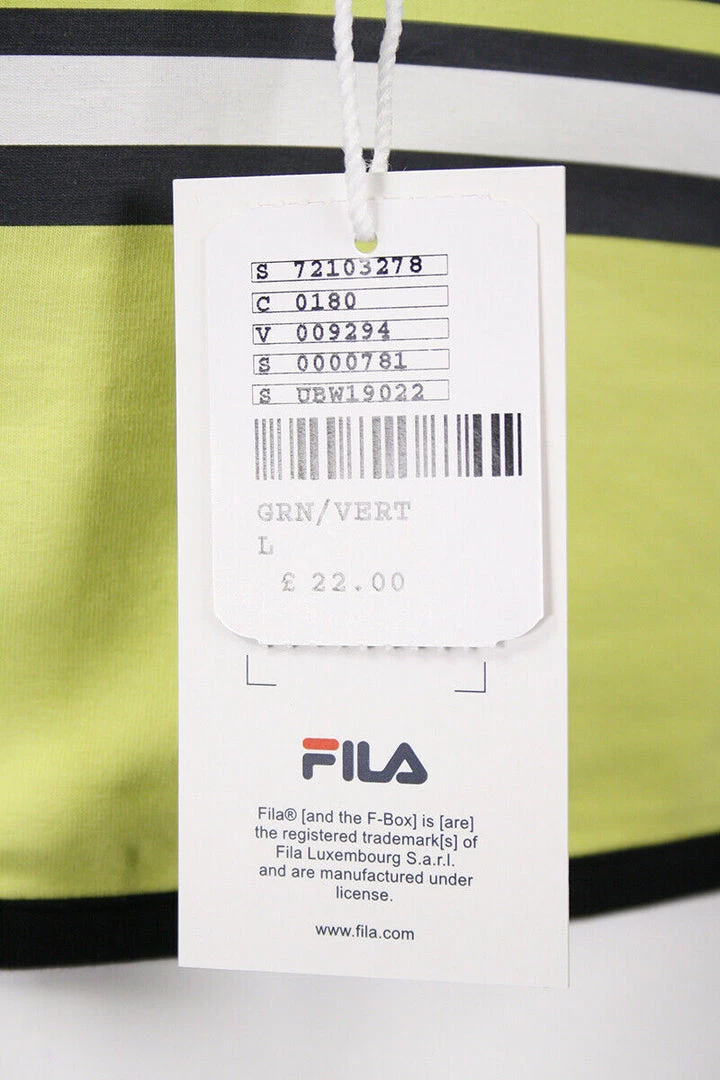 S 72103278
C 0180
V 009294
S 0000781
S UBW19022
GRN/VERT
L
£ 22.00
FILA
Fila® [and the F-Box] is [are]
the registered trademark[s] of
Fila Luxembourg S.a.r.l.
and are manufactured under
license.
www.fila.com